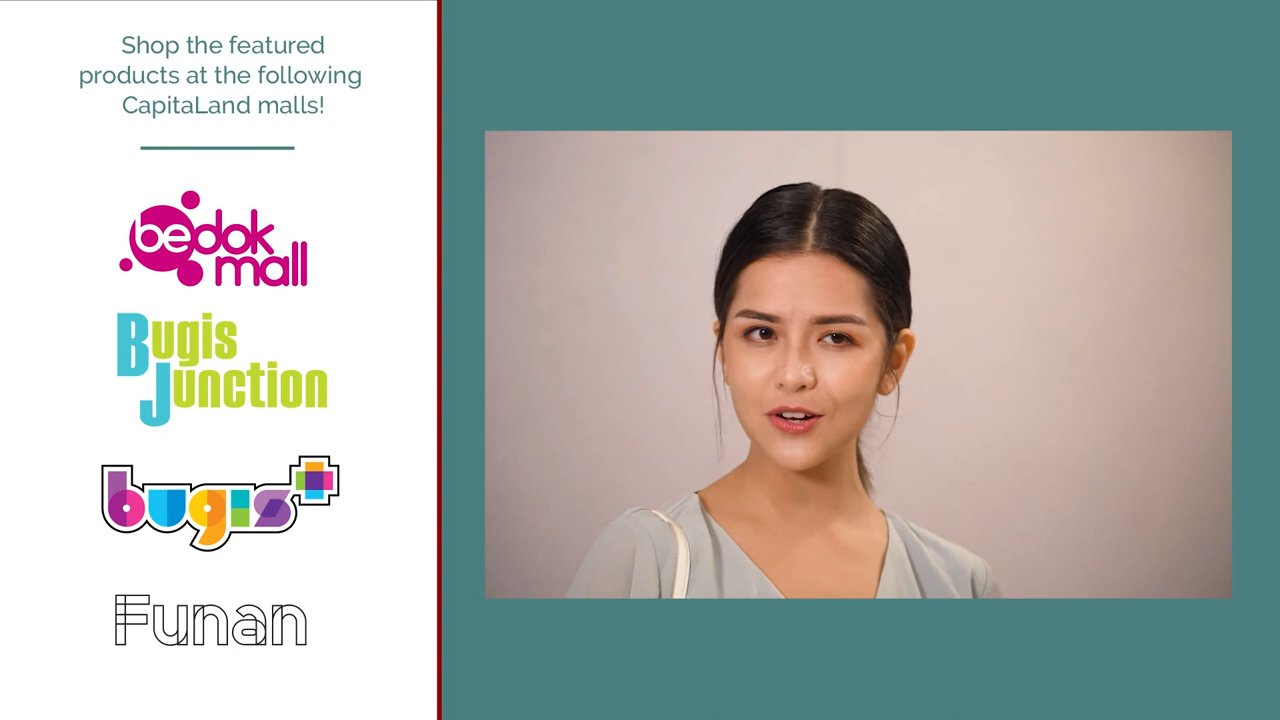 Shop the featured
products at the following
CapitaLand malls!
bedok
mall
Bugis
Junction
bugis+
Funan